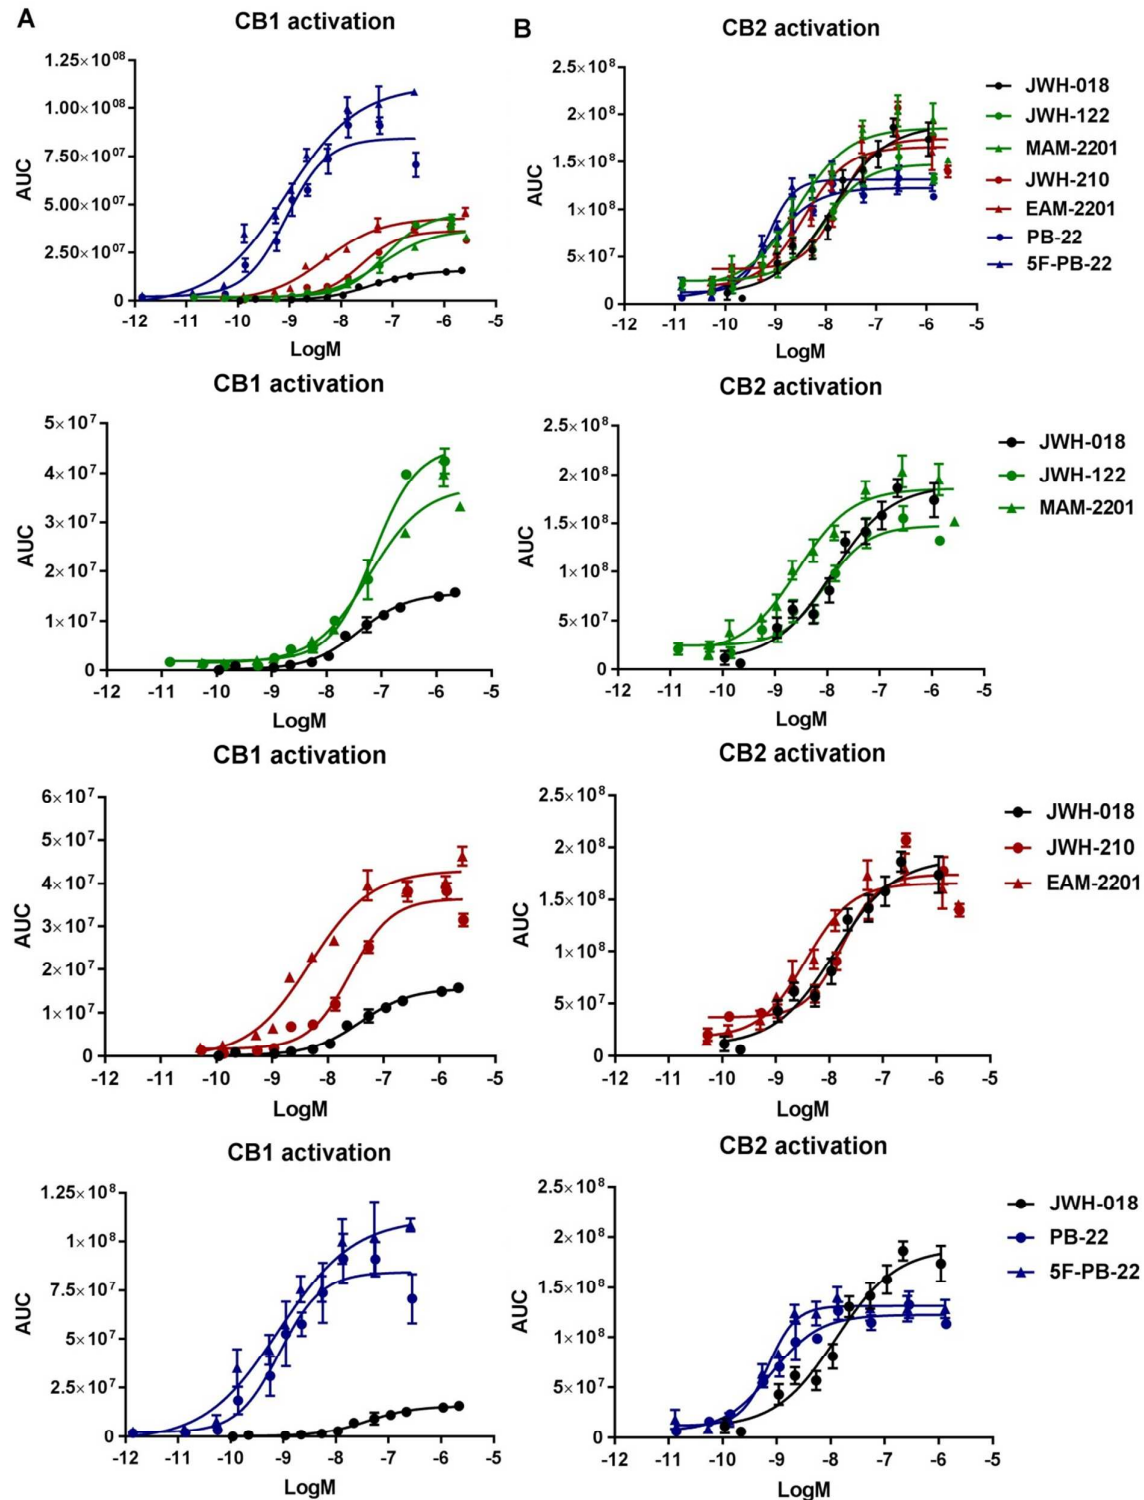 A
CB1 activation
1.25×10⁰⁸
1.00×10⁰⁸
7.50×10⁰⁷
5.00×10⁰⁷
2.50×10⁰⁷
0
AUC
-12 -11 -10 -9 -8 -7 -6 -5
LogM
B
CB2 activation
2.5×10⁸
2×10⁸
1.5×10⁸
1×10⁸
5×10⁷
0
AUC
-12 -11 -10 -9 -8 -7 -6 -5
LogM
JWH-018
JWH-122
MAM-2201
JWH-210
EAM-2201
PB-22
5F-PB-22
CB1 activation
5×10⁷
4×10⁷
3×10⁷
2×10⁷
1×10⁷
0
AUC
-12 -11 -10 -9 -8 -7 -6 -5
LogM
CB2 activation
2.5×10⁸
2×10⁸
1.5×10⁸
1×10⁸
5×10⁷
0
AUC
-12 -11 -10 -9 -8 -7 -6 -5
LogM
JWH-018
JWH-122
MAM-2201
CB1 activation
6×10⁷
5×10⁷
4×10⁷
3×10⁷
2×10⁷
1×10⁷
0
AUC
-12 -11 -10 -9 -8 -7 -6 -5
LogM
CB2 activation
2.5×10⁸
2×10⁸
1.5×10⁸
1×10⁸
5×10⁷
0
AUC
-12 -11 -10 -9 -8 -7 -6 -5
LogM
JWH-018
JWH-210
EAM-2201
CB1 activation
1.25×10⁸
1×10⁸
7.5×10⁷
5×10⁷
2.5×10⁷
0
AUC
-12 -11 -10 -9 -8 -7 -6 -5
LogM
CB2 activation
2.5×10⁸
2×10⁸
1.5×10⁸
1×10⁸
5×10⁷
0
AUC
-12 -11 -10 -9 -8 -7 -6 -5
LogM
JWH-018
PB-22
5F-PB-22